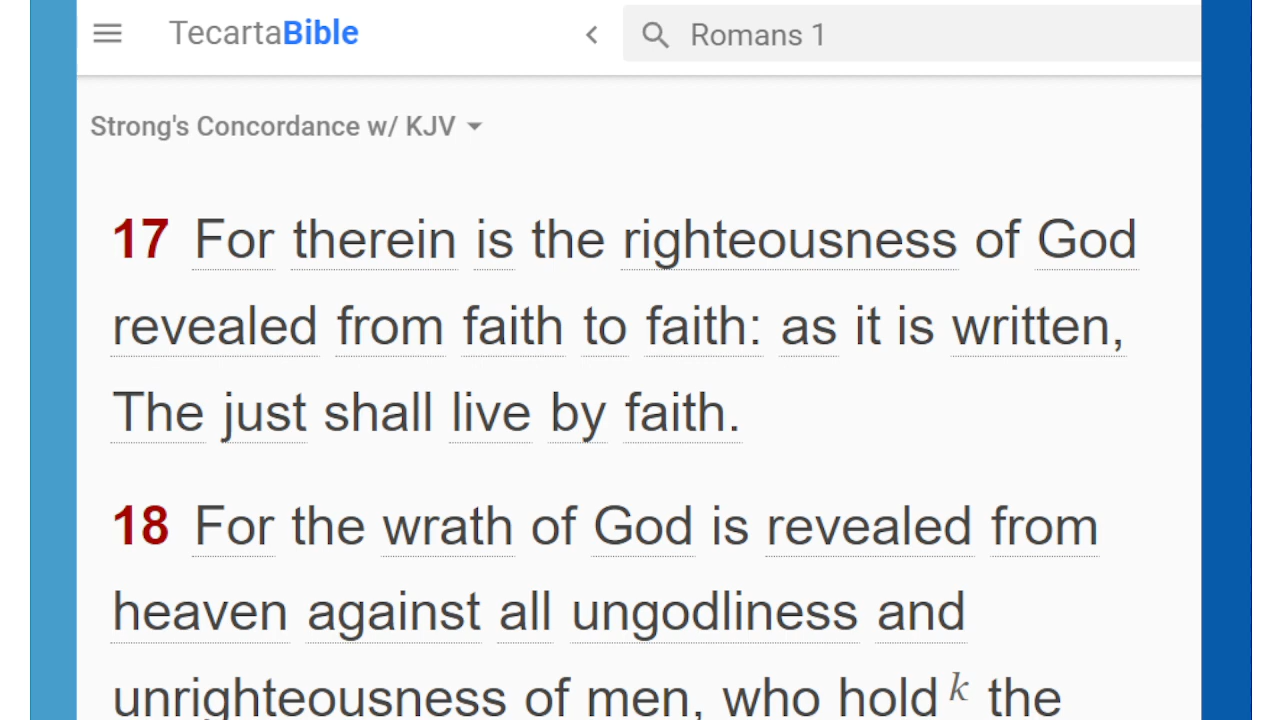 TecartaBible
Romans 1
Strong's Concordance w/ KJV
17 For therein is the righteousness of God
revealed from faith to faith: as it is written,
The just shall live by faith.
18 For the wrath of God is revealed from
heaven against all ungodliness and
unrighteousness of men, who hold k the